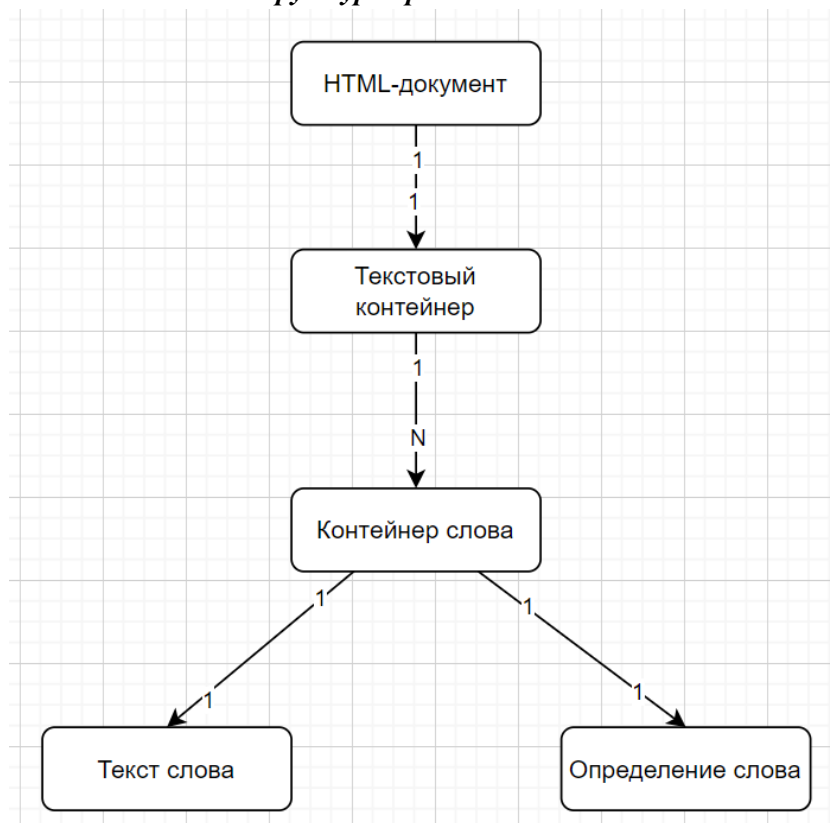 HTML-документ
1
1
Текстовый
контейнер
1
N
Контейнер слова
1
1
1
1
Текст слова
Определение слова